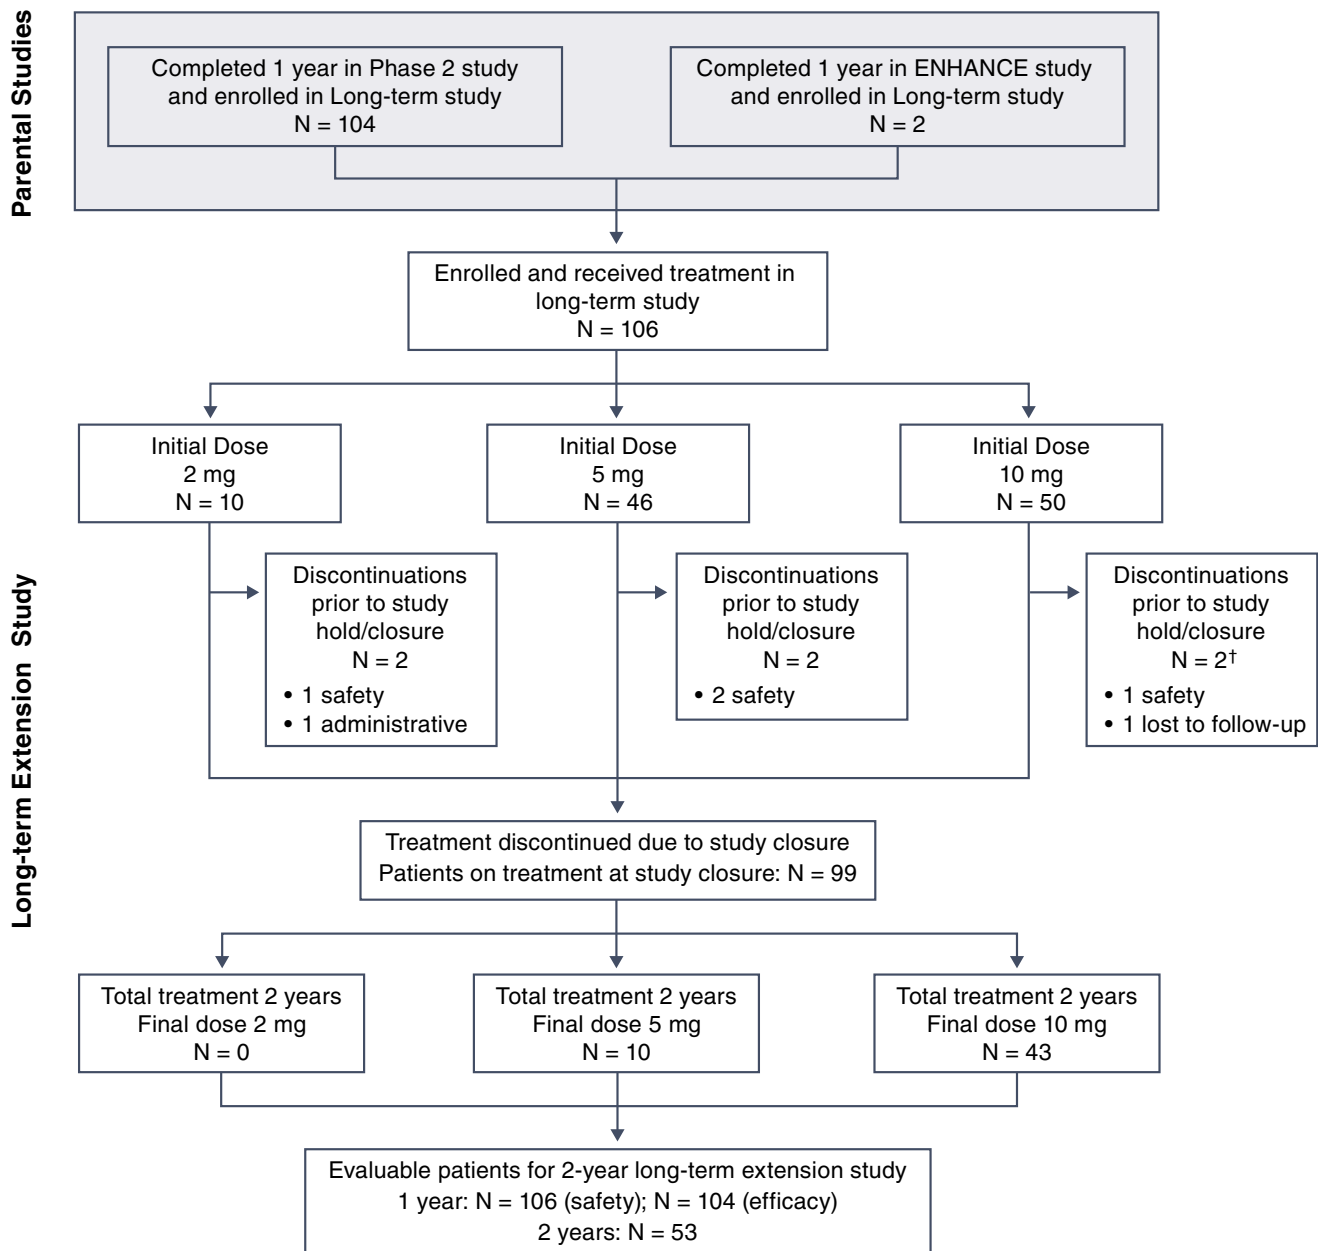 Parental Studies
Completed 1 year in Phase 2 study
and enrolled in Long-term study
N = 104
Completed 1 year in ENHANCE study
and enrolled in Long-term study
N = 2
Enrolled and received treatment in
long-term study
N = 106
Long-term Extension Study
Initial Dose
2 mg
N = 10
Initial Dose
5 mg
N = 46
Initial Dose
10 mg
N = 50
Discontinuations
prior to study
hold/closure
N = 2
• 1 safety
• 1 administrative
Discontinuations
prior to study
hold/closure
N = 2
• 2 safety
Discontinuations
prior to study
hold/closure
N = 2†
• 1 safety
• 1 lost to follow-up
Treatment discontinued due to study closure
Patients on treatment at study closure: N = 99
Total treatment 2 years
Final dose 2 mg
N = 0
Total treatment 2 years
Final dose 5 mg
N = 10
Total treatment 2 years
Final dose 10 mg
N = 43
Evaluable patients for 2-year long-term extension study
1 year: N = 106 (safety); N = 104 (efficacy)
2 years: N = 53